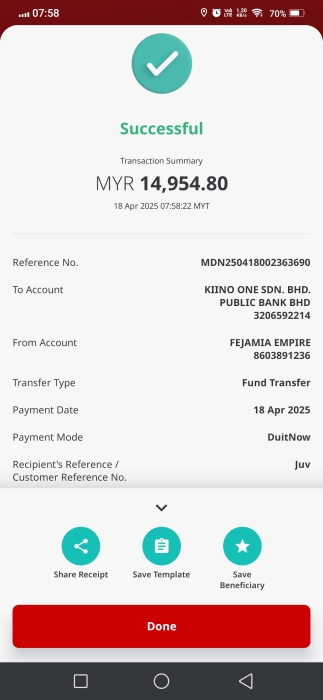 07:58
VoO LTE
1.20 KB/s
70%
Successful
Transaction Summary
MYR 14,954.80
18 Apr 2025 07:58:22 MYT
Reference No. MDN250418002363690
To Account KIINO ONE SDN. BHD.
PUBLIC BANK BHD
3206592214
From Account FEJAMIA EMPIRE
8603891236
Transfer Type Fund Transfer
Payment Date 18 Apr 2025
Payment Mode DuitNow
Recipient's Reference / Juv
Customer Reference No.
Share Receipt Save Template Save
Beneficiary
Done